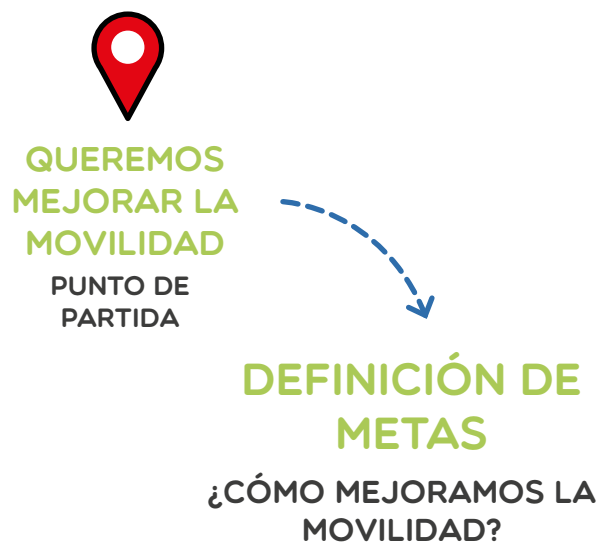 QUEREMOS
MEJORAR LA
MOVILIDAD
PUNTO DE
PARTIDA
DEFINICIÓN DE
METAS
¿CÓMO MEJORAMOS LA
MOVILIDAD?